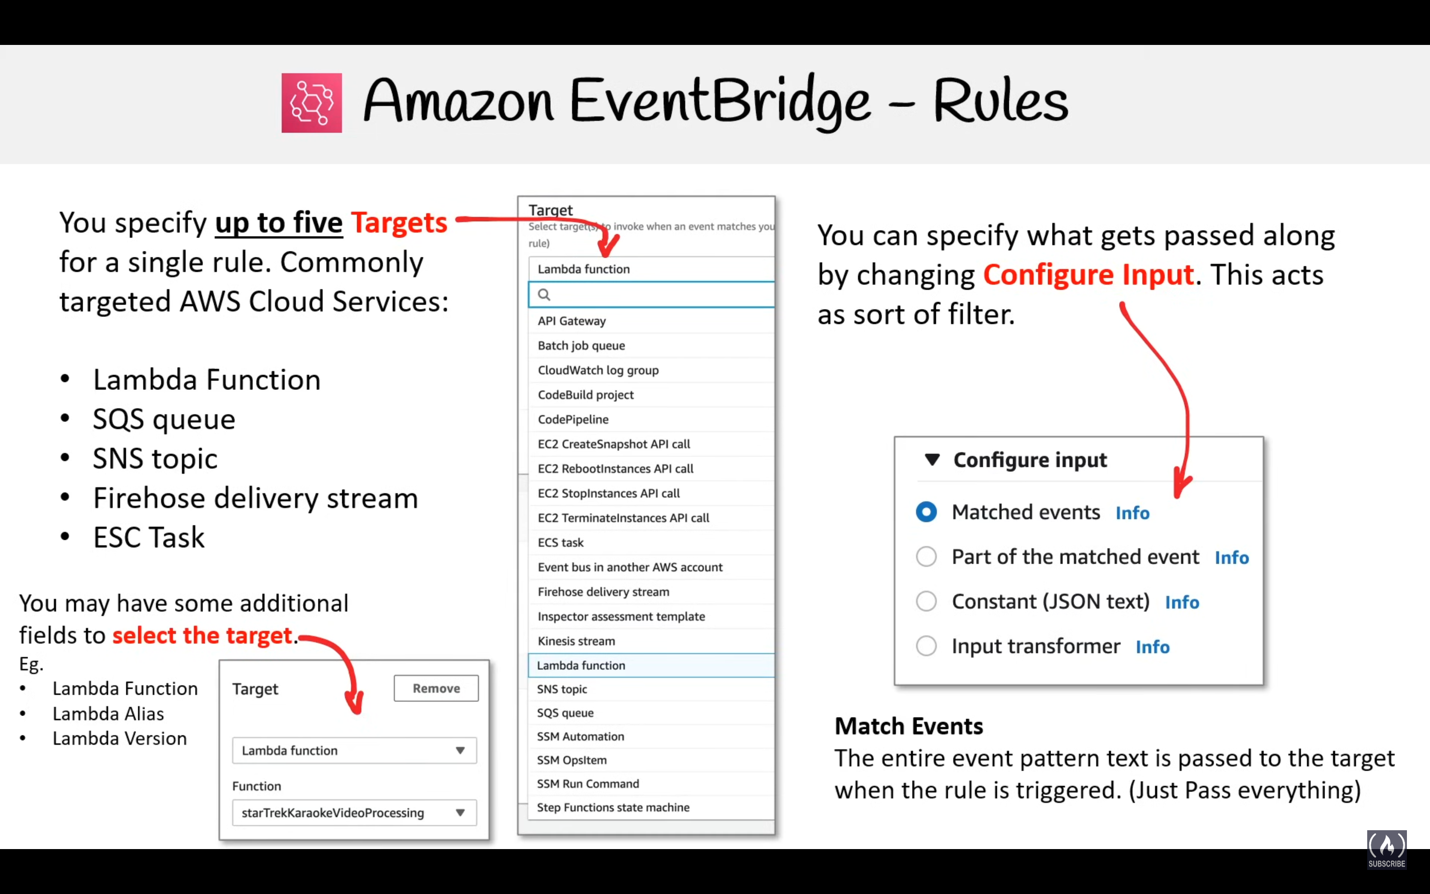 Amazon EventBridge – Rules
You specify up to five Targets
for a single rule. Commonly
targeted AWS Cloud Services:
• Lambda Function
• SQS queue
• SNS topic
• Firehose delivery stream
• ESC Task
You may have some additional
fields to select the target.
Eg.
• Lambda Function
• Lambda Alias
• Lambda Version
Target
Remove
Lambda function
Function
starTrekKaraokeVideoProcessing
Target
Select target(s) to invoke when an event matches you
rule)
Lambda function
API Gateway
Batch job queue
CloudWatch log group
CodeBuild project
CodePipeline
EC2 CreateSnapshot API call
EC2 RebootInstances API call
EC2 StopInstances API call
EC2 TerminateInstances API call
ECS task
Event bus in another AWS account
Firehose delivery stream
Inspector assessment template
Kinesis stream
Lambda function
SNS topic
SQS queue
SSM Automation
SSM OpsItem
SSM Run Command
Step Functions state machine
You can specify what gets passed along
by changing Configure Input. This acts
as sort of filter.
Configure input
Matched events Info
Part of the matched event Info
Constant (JSON text) Info
Input transformer Info
Match Events
The entire event pattern text is passed to the target
when the rule is triggered. (Just Pass everything)
SUBSCRIBE